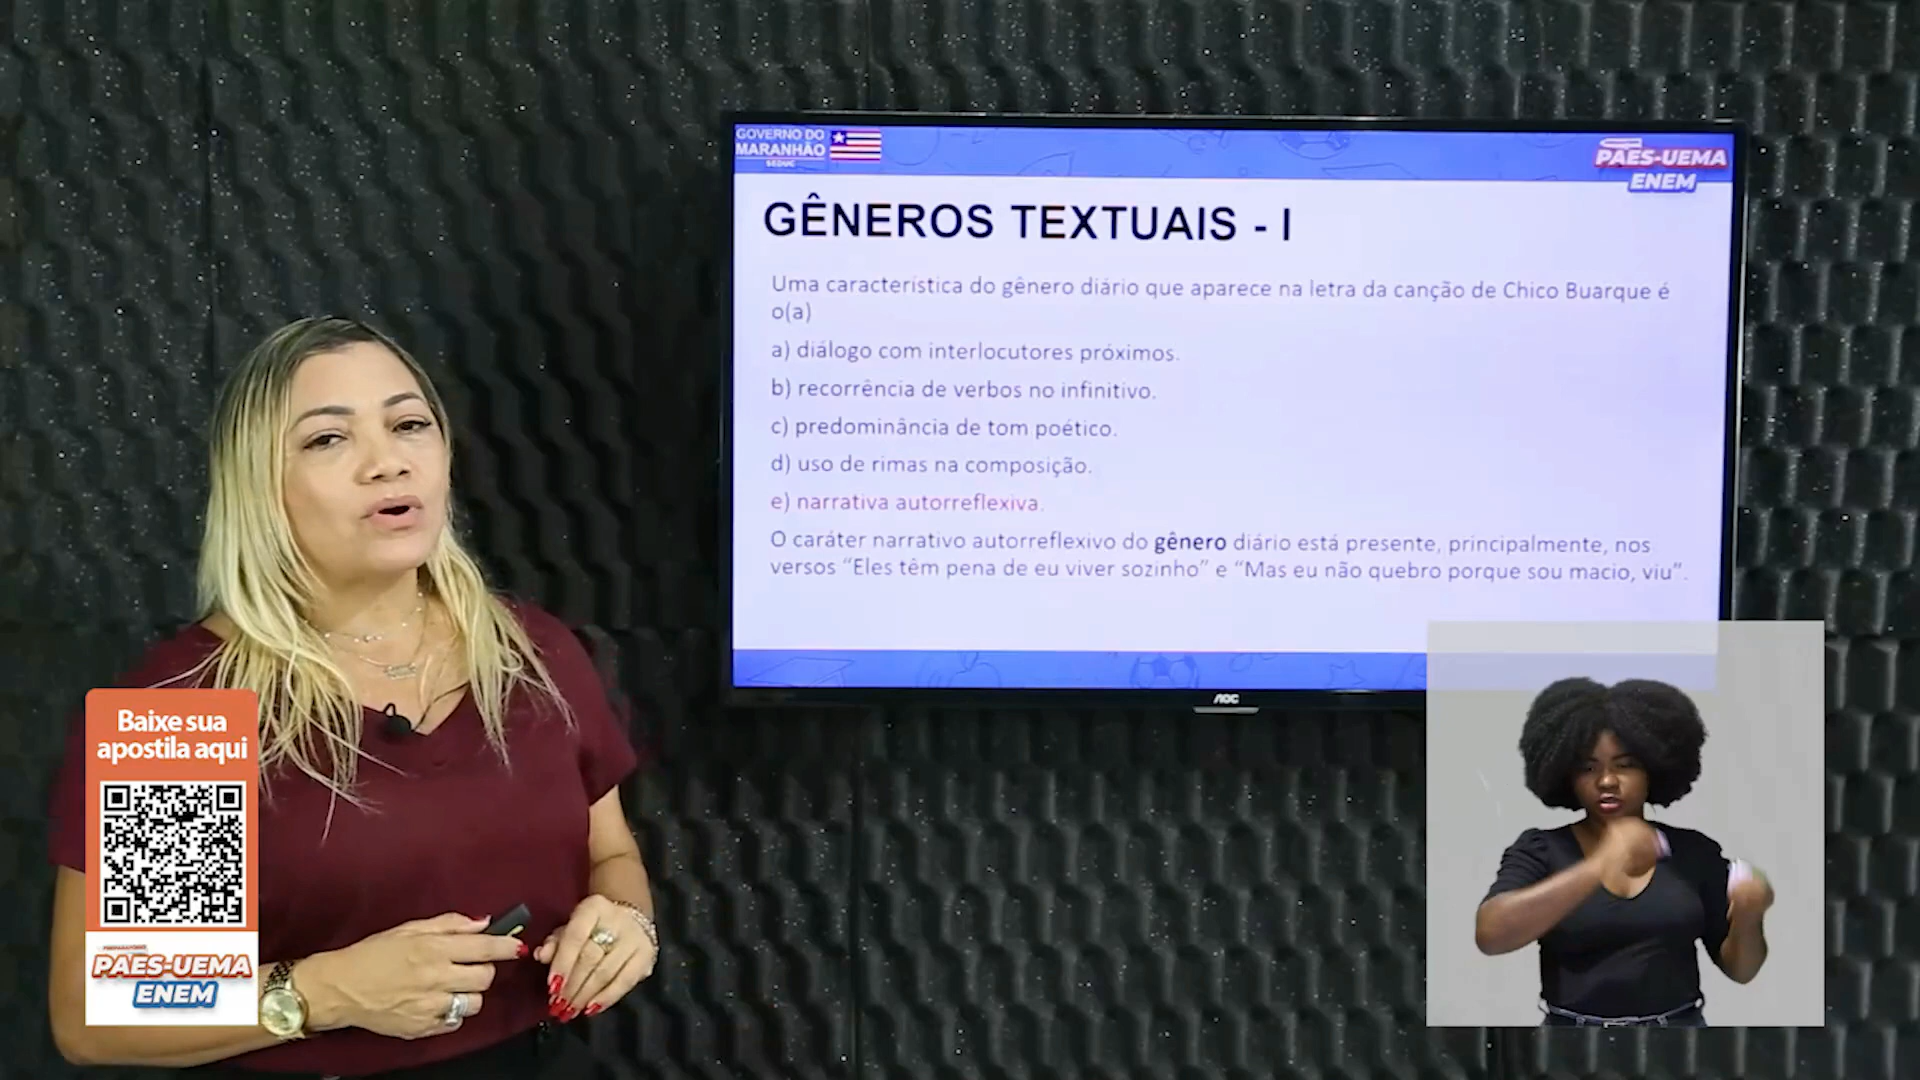 GOVERNO DO
MARANHÃO
SEDUC
PAES-UEMA
ENEM
GÊNEROS TEXTUAIS - I
Uma característica do gênero diário que aparece na letra da canção de Chico Buarque é
o(a)
a) diálogo com interlocutores próximos.
b) recorrência de verbos no infinitivo.
c) predominância de tom poético.
d) uso de rimas na composição.
e) narrativa autorreflexiva.
O caráter narrativo autorreflexivo do gênero diário está presente, principalmente, nos
versos “Eles têm pena de eu viver sozinho” e “Mas eu não quebro porque sou macio, viu”.
AOC
Baixe sua
apostila aqui
PAES-UEMA
ENEM